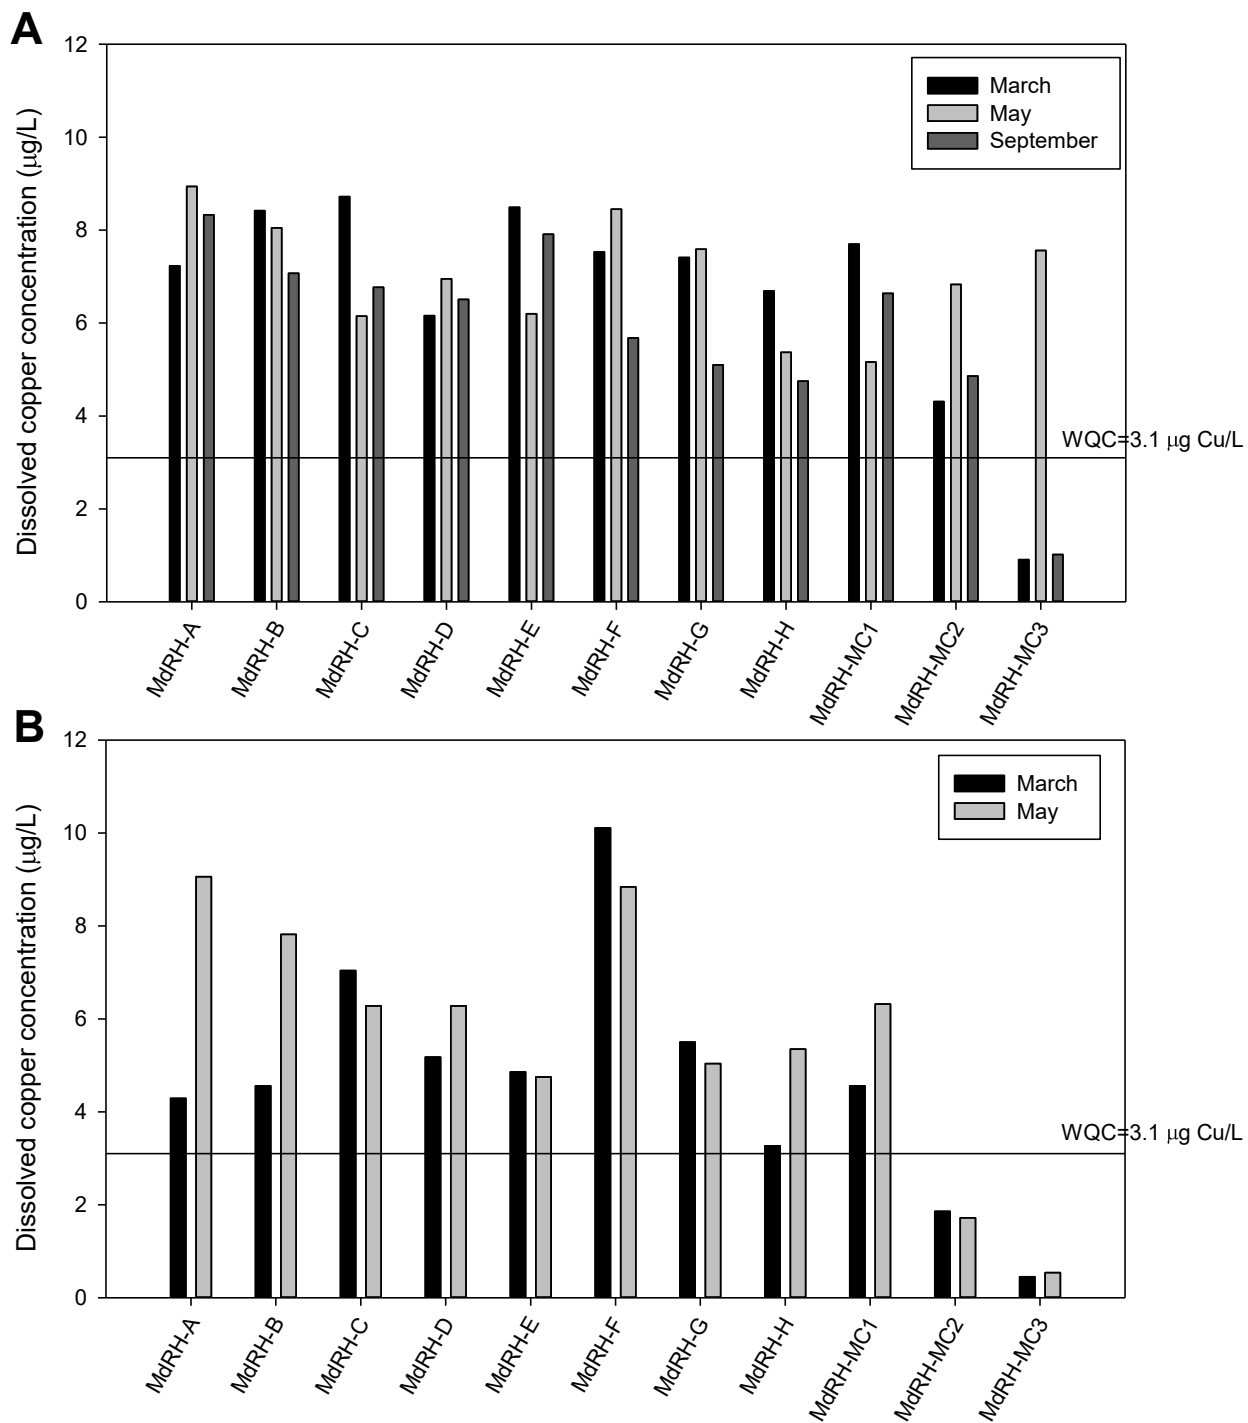 A
Dissolved copper concentration (µg/L)
12
10
8
6
4
2
0
March
May
September
WQC=3.1 µg Cu/L
MdRH-A
MdRH-B
MdRH-C
MdRH-D
MdRH-E
MdRH-F
MdRH-G
MdRH-H
MdRH-MC1
MdRH-MC2
MdRH-MC3
B
Dissolved copper concentration (µg/L)
12
10
8
6
4
2
0
March
May
WQC=3.1 µg Cu/L
MdRH-A
MdRH-B
MdRH-C
MdRH-D
MdRH-E
MdRH-F
MdRH-G
MdRH-H
MdRH-MC1
MdRH-MC2
MdRH-MC3